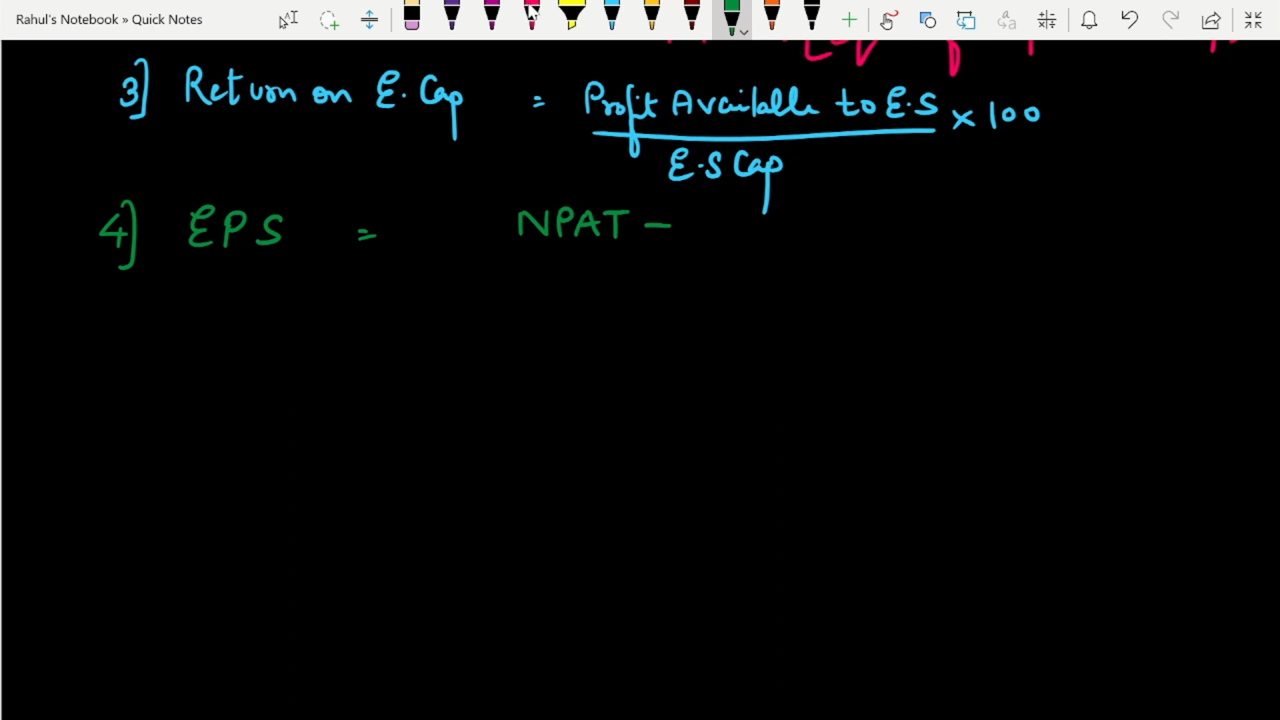 Rahul's Notebook » Quick Notes
3] Return on E. Cap = Profit Available to E.S × 100
E.S Cap
4] EPS = NPAT –